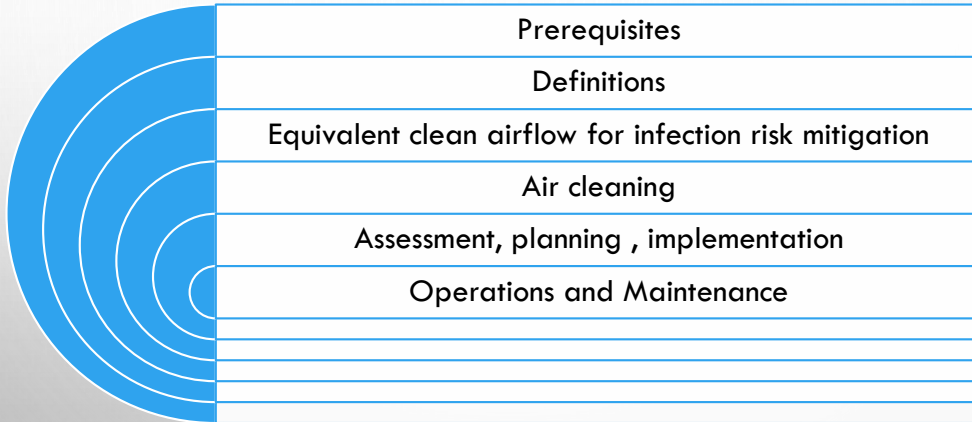 Prerequisites
Definitions
Equivalent clean airflow for infection risk mitigation
Air cleaning
Assessment, planning , implementation
Operations and Maintenance